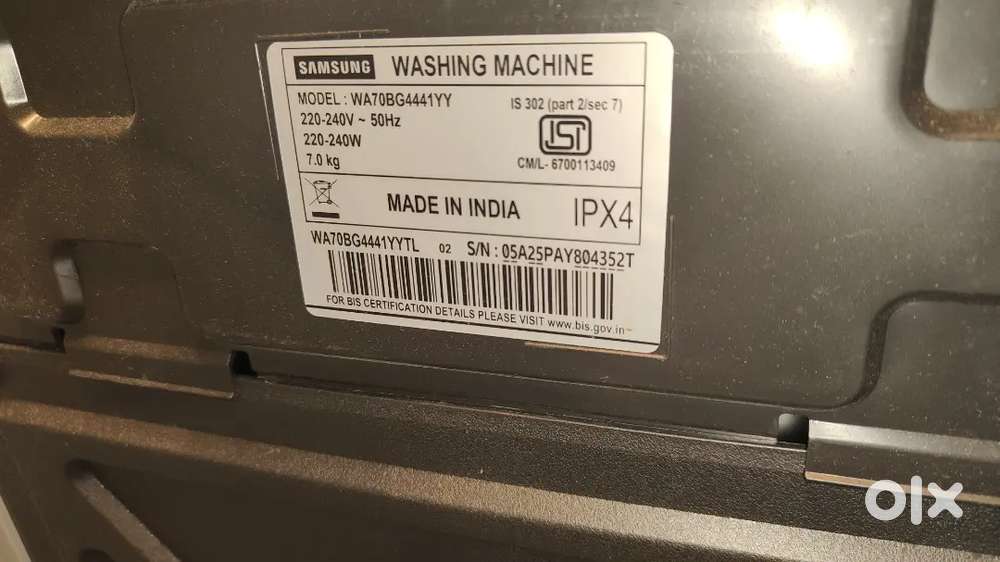 SAMSUNG WASHING MACHINE
MODEL : WA70BG4441YY
220-240V ~ 50Hz
220-240W
7.0 kg
IS 302 (part 2/sec 7)
ISI
CM/L- 6700113409
MADE IN INDIA IPX4
WA70BG4441YYTL 02 S/N : 05A25PAY804352T
FOR BIS CERTIFICATION DETAILS PLEASE VISIT www.bis.gov.in
olx